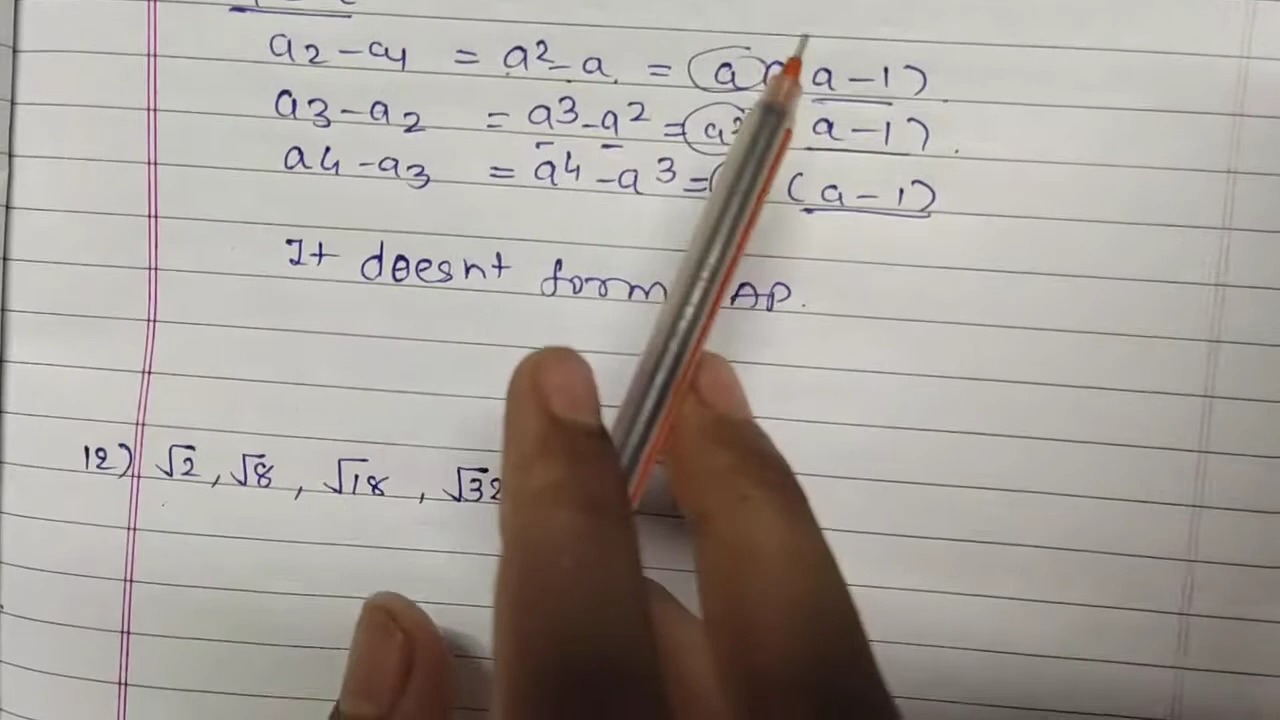 a2 - a1 = a² - a = a(a - 1)
a3 - a2 = a³ - a² = a² a - 1)
a4 - a3 = a4 - a3 = (a - 1)
It doesnt form AP.
12) √2, √8, √18, √32